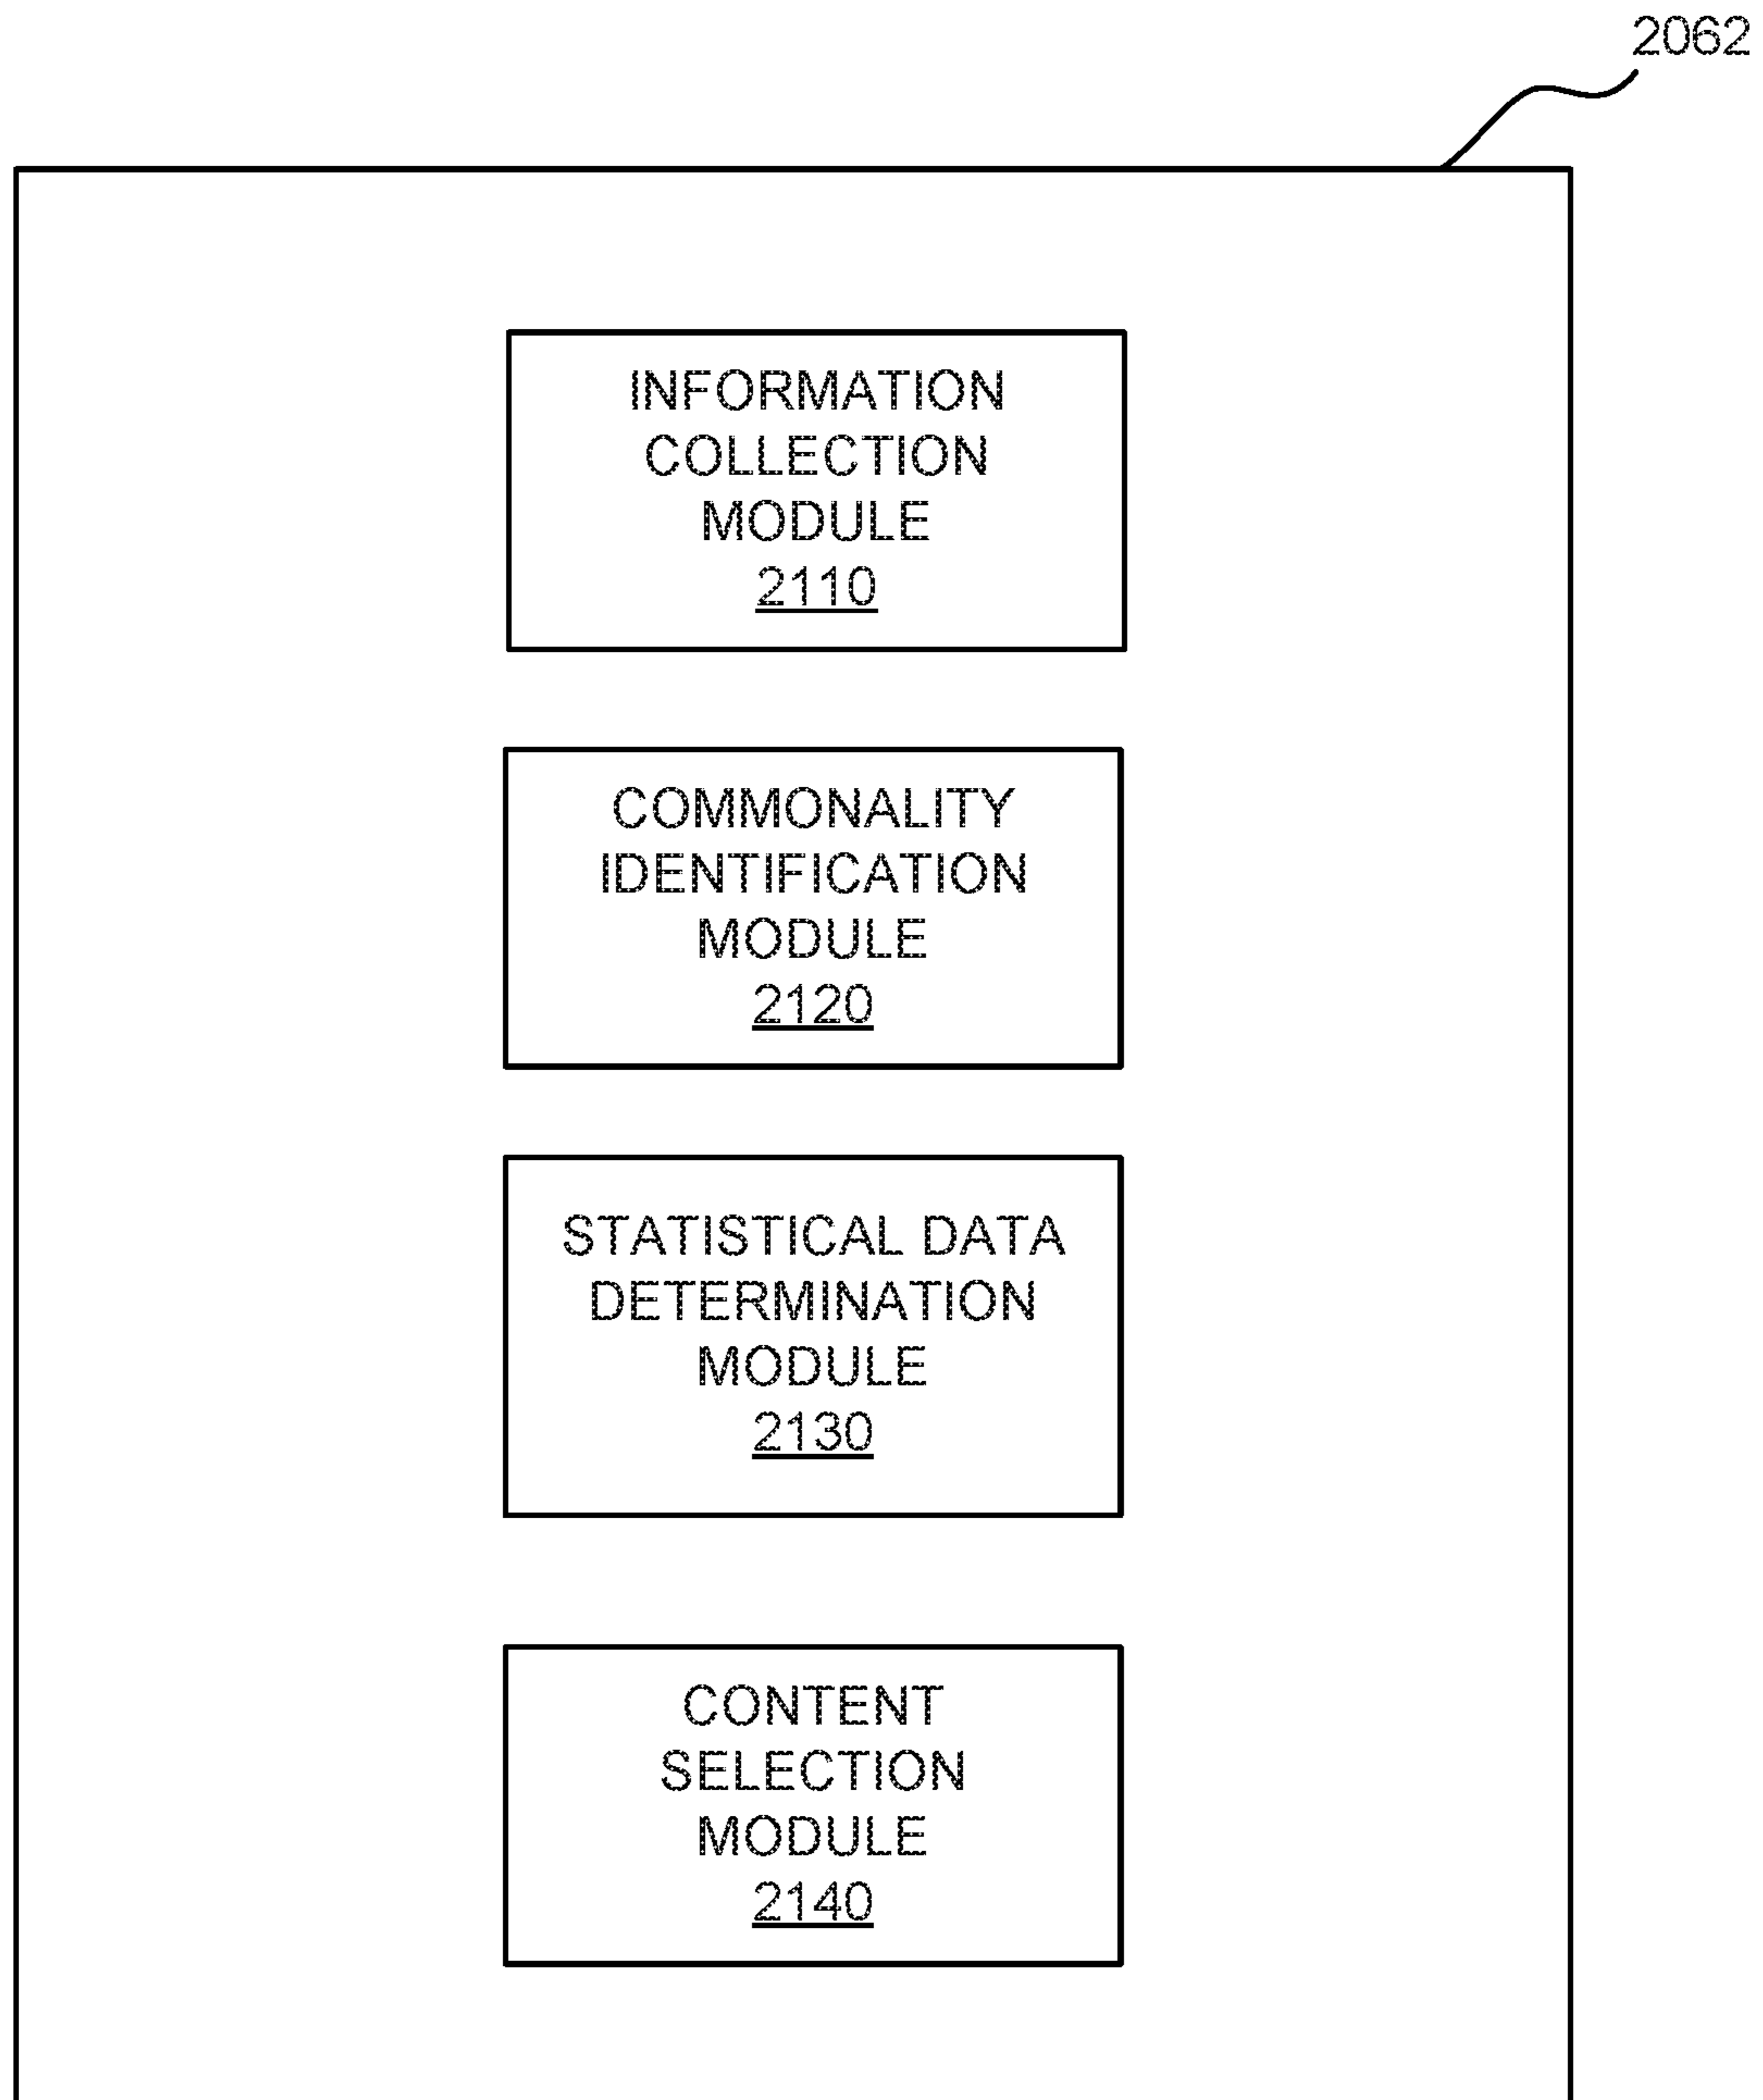 2062
INFORMATION
COLLECTION
MODULE
2110
COMMONALITY
IDENTIFICATION
MODULE
2120
STATISTICAL DATA
DETERMINATION
MODULE
2130
CONTENT
SELECTION
MODULE
2140